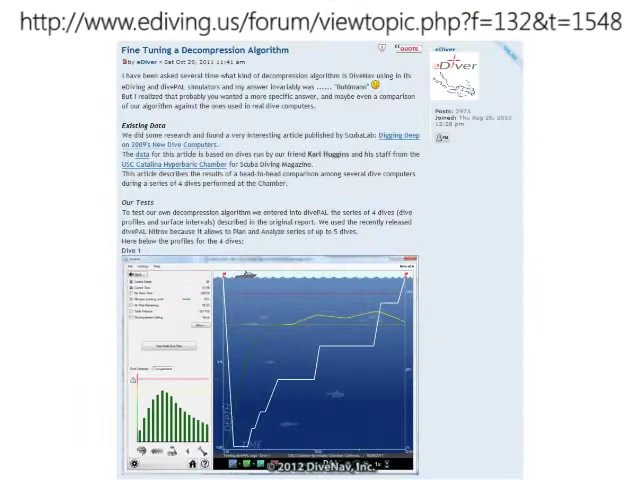 http://www.ediving.us/forum/viewtopic.php?f=132&t=1548
Fine Tuning a Decompression Algorithm
by eDiver » Sat Oct 29, 2011 11:41 am
QUOTE
I have been asked several time what kind of decompression algorithm is DiveNav using in its
eDiving and divePAL simulators and my answer invariably was ...... "Buhlmann"
But I realized that probably you wanted a more specific answer, and maybe even a comparison
of our algorithm against the ones used in real dive computers.
Existing Data
We did some research and found a very interesting article published by ScubaLab: Digging Deep
on 2009's New Dive Computers.
The data for this article is based on dives run by our friend Karl Huggins and his staff from the
USC Catalina Hyperbaric Chamber for Scuba Diving Magazine.
This article describes the results of a head-to-head comparison among several dive computers
during a series of 4 dives performed at the Chamber.
Our Tests
To test our own decompression algorithm we entered into divePAL the series of 4 dives (dive
profiles and surface intervals) described in the original report. We used the recently released
divePAL Nitrox because it allows to Plan and Analyze series of up to 5 dives.
Here below the profiles for the 4 dives:
Dive 1
eDiver
eDiver
Posts: 2973
Joined: Thu Aug 26, 2010
12:28 pm
DEPTH
TIME
© 2012 DiveNav, Inc.